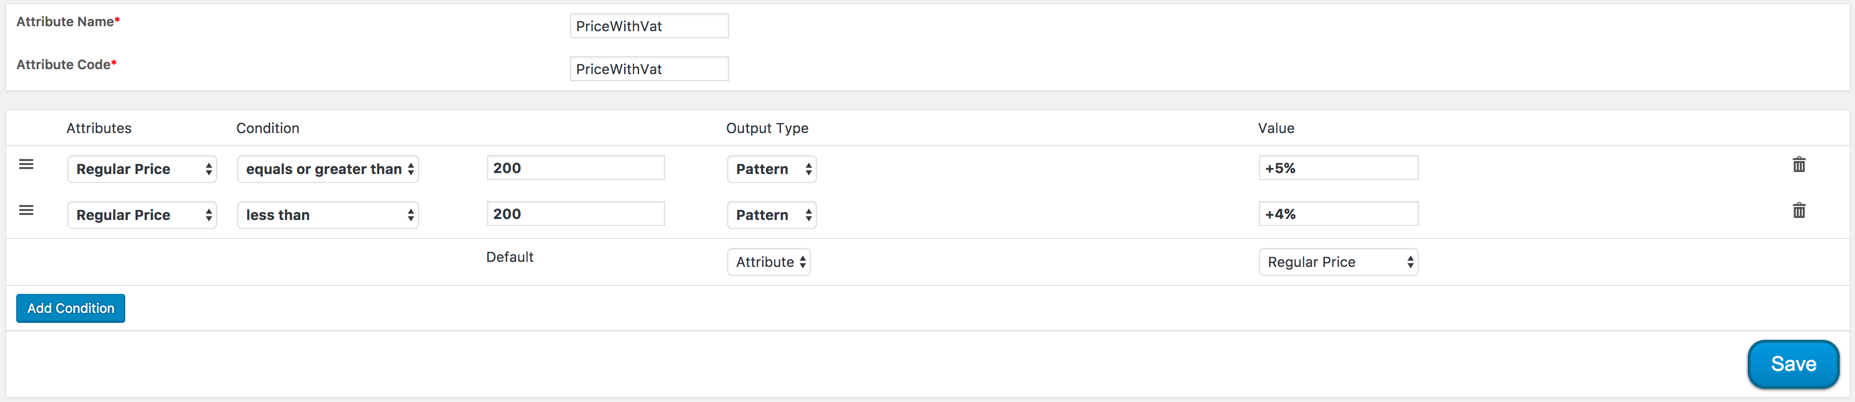 Attribute Name*
PriceWithVat
Attribute Code*
PriceWithVat
Attributes Condition Output Type Value
Regular Price equals or greater than 200 Pattern +5%
Regular Price less than 200 Pattern +4%
Default Attribute Regular Price
Add Condition
Save